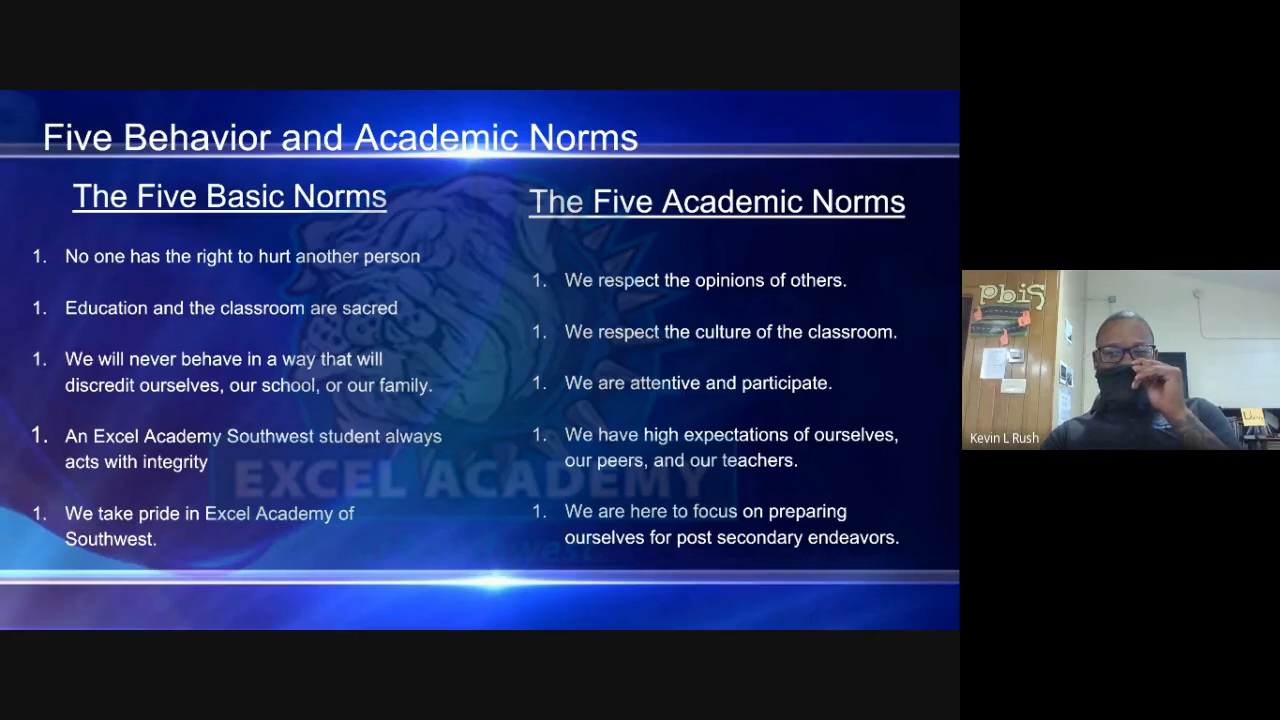 Five Behavior and Academic Norms
The Five Basic Norms
1. No one has the right to hurt another person
1. Education and the classroom are sacred
1. We will never behave in a way that will
discredit ourselves, our school, or our family.
1. An Excel Academy Southwest student always
acts with integrity
1. We take pride in Excel Academy of
Southwest.
The Five Academic Norms
1. We respect the opinions of others.
1. We respect the culture of the classroom.
1. We are attentive and participate.
1. We have high expectations of ourselves,
our peers, and our teachers.
1. We are here to focus on preparing
ourselves for post secondary endeavors.
EXCEL ACADEMY
pbis
Kevin L Rush